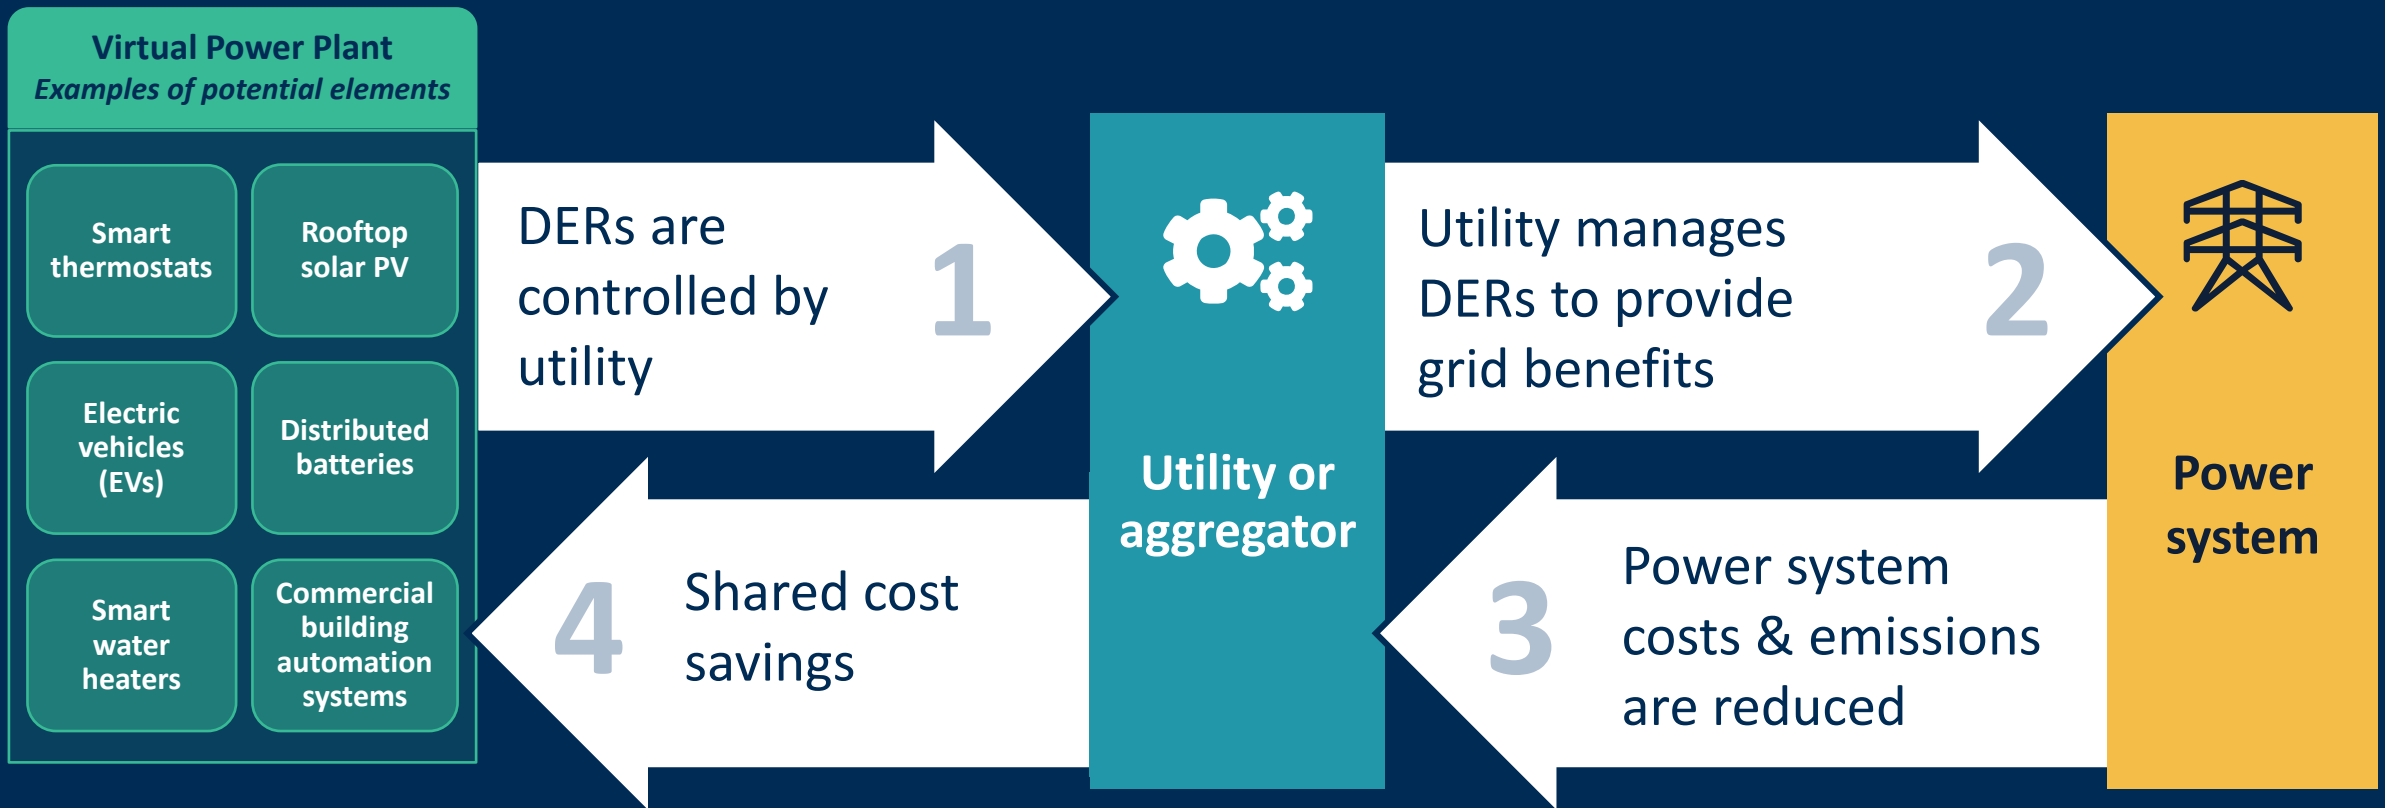 Virtual Power Plant
Examples of potential elements
Smart
thermostats
Rooftop
solar PV
Electric
vehicles
(EVs)
Distributed
batteries
Smart
water
heaters
Commercial
building
automation
systems
DERs are
controlled by
utility
1
Utility or
aggregator
Utility manages
DERs to provide
grid benefits
2
Power
system
Power system
costs & emissions
are reduced
3
Shared cost
savings
4